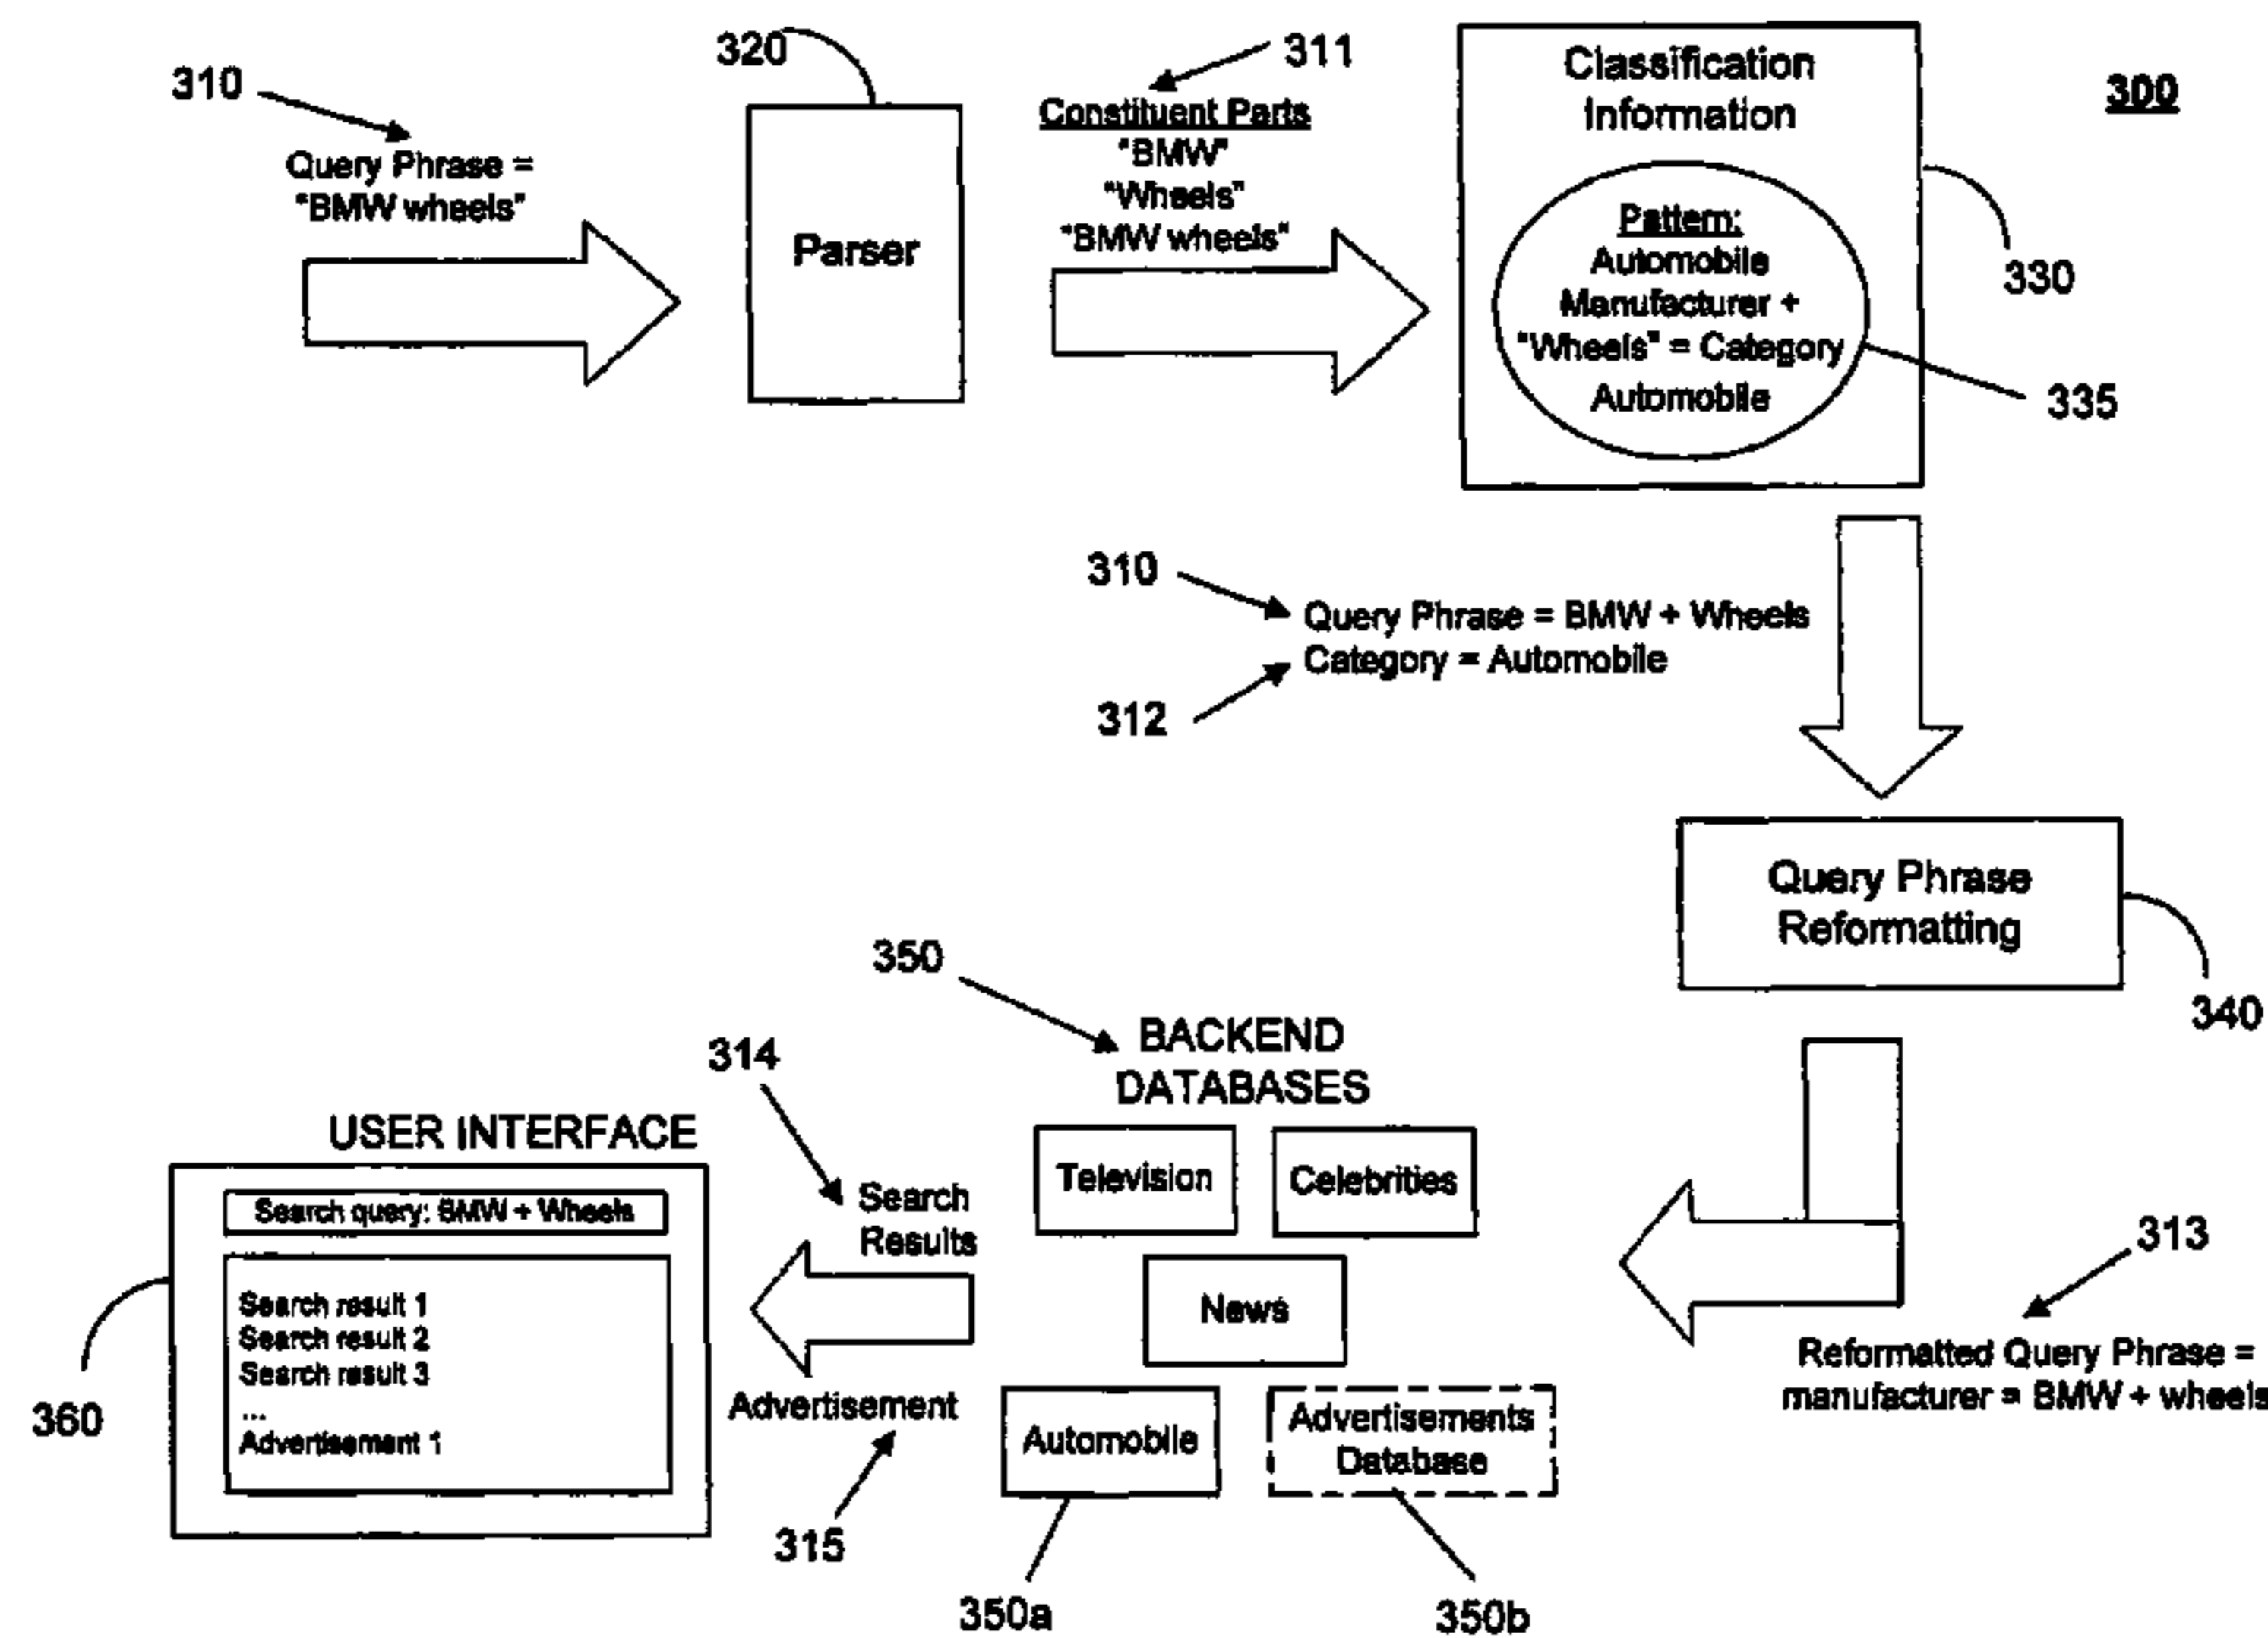 320
311
310
Constituent Parts
Query Phrase =
"BMW wheels"
Parser
"BMW"
"Wheels"
"BMW wheels"
Classification
Information
300
Pattern:
Automobile
Manufacturer +
"Wheels" = Category
Automobile
330
335
310
Query Phrase = BMW + Wheels
Category = Automobile
312
Query Phrase
Reformatting
340
350
BACKEND
DATABASES
314
USER INTERFACE
Search
Results
Television
Celebrities
News
Automobile
Advertisements
Database
313
Reformatted Query Phrase =
manufacturer = BMW + wheels
Search query: BMW + Wheels
Search result 1
Search result 2
Search result 3
...
Advertisement 1
Advertisement
360
315
350a
350b